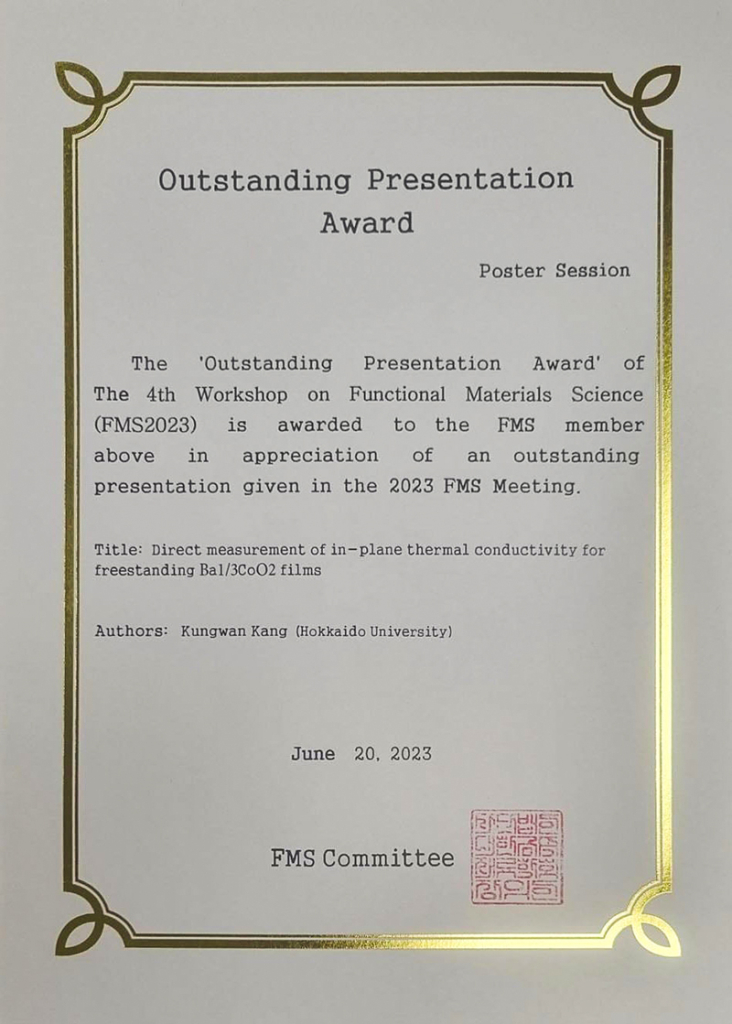 Outstanding Presentation
Award
Poster Session
The 'Outstanding Presentation Award' of
The 4th Workshop on Functional Materials Science
(FMS2023) is awarded to the FMS member
above in appreciation of an outstanding
presentation given in the 2023 FMS Meeting.
Title: Direct measurement of in-plane thermal conductivity for
freestanding Ba1/3CoO2 films
Authors: Kungwan Kang (Hokkaido University)
June 20, 2023
FMS Committee